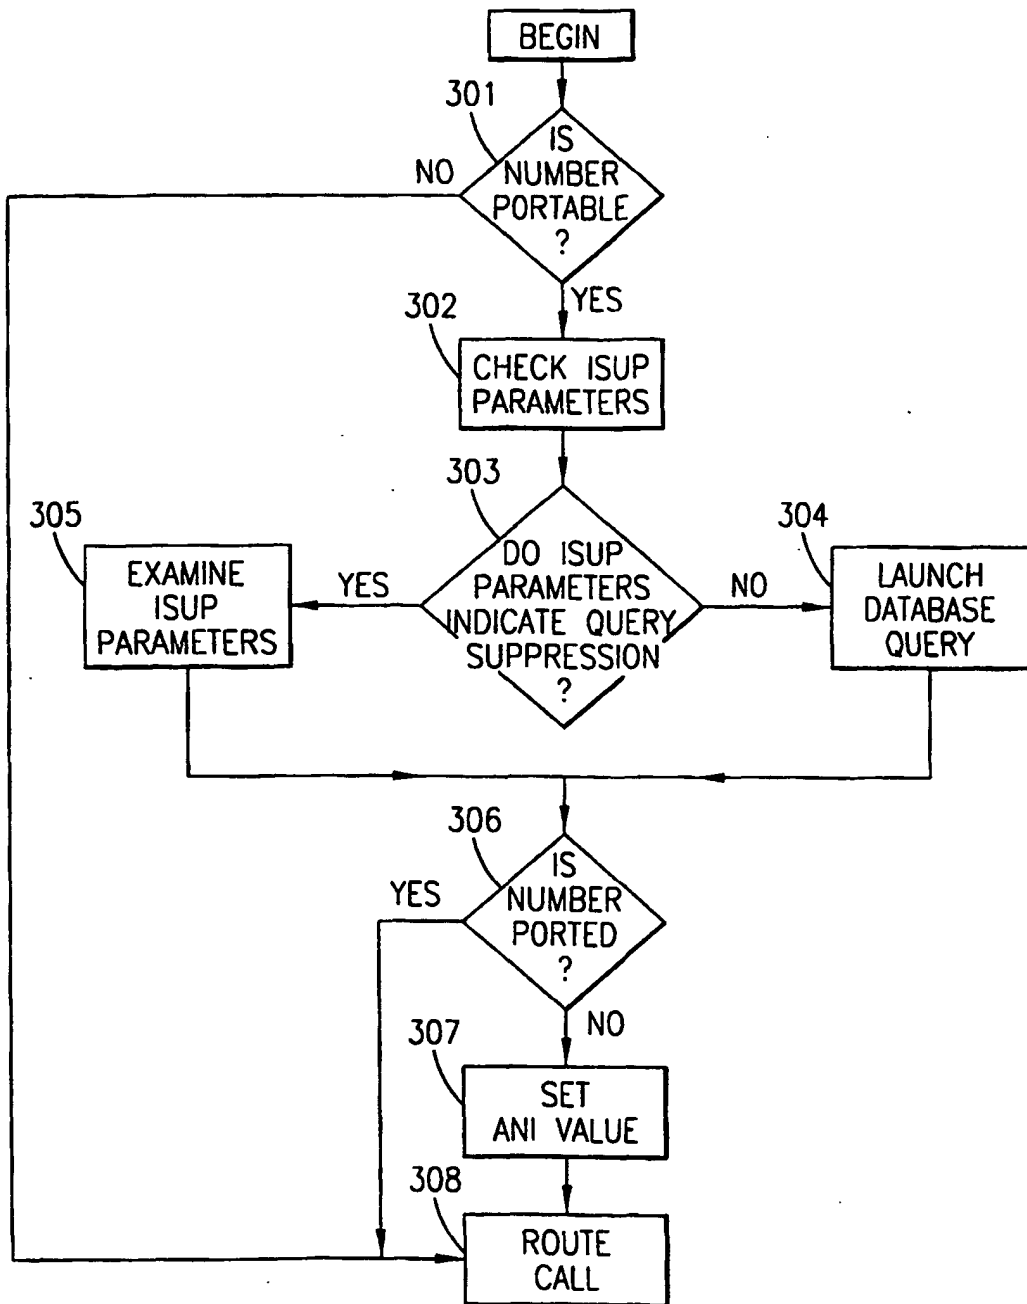 BEGIN
301
IS
NUMBER
PORTABLE
?
NO
YES
302
CHECK ISUP
PARAMETERS
303
DO ISUP
PARAMETERS
INDICATE QUERY
SUPPRESSION
?
YES
NO
305
EXAMINE
ISUP
PARAMETERS
304
LAUNCH
DATABASE
QUERY
306
IS
NUMBER
PORTED
?
YES
NO
307
SET
ANI VALUE
308
ROUTE
CALL